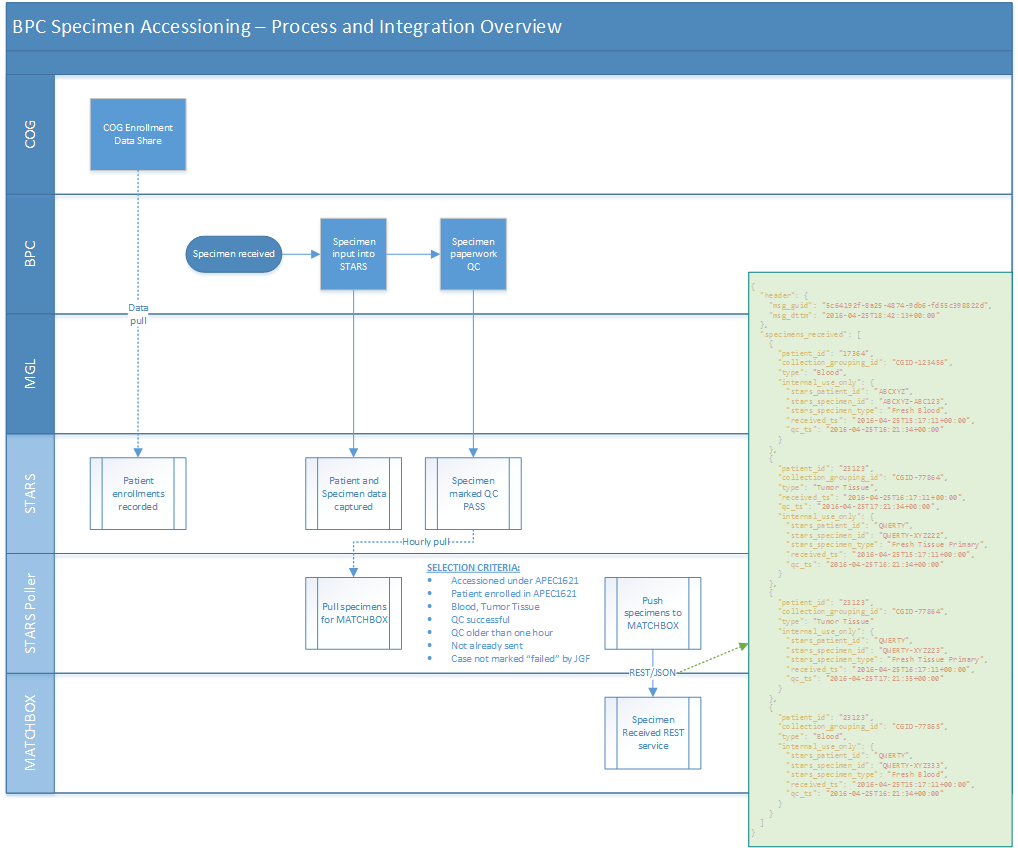 BPC Specimen Accessioning – Process and Integration Overview
COG
COG Enrollment
Data Share
BPC
Specimen received
Specimen
input into
STARS
Specimen
paperwork
QC
Data
pull
MGL
STARS
Patient
enrollments
recorded
Patient and
Specimen data
captured
Specimen
marked QC
PASS
Hourly pull
STARS Poller
Pull specimens
for MATCHBOX
SELECTION CRITERIA:
• Accessioned under APEC1621
• Patient enrolled in APEC1621
• Blood, Tumor Tissue
• QC successful
• QC older than one hour
• Not already sent
• Case not marked “failed” by JGF
Push
specimens to
MATCHBOX
REST/JSON
MATCHBOX
Specimen
Received REST
service
{
"header": {
"msg_guid": "5c64192f-8a25-4874-9db6-fd55c398822d",
"msg_dttm": "2016-04-25T18:42:13+00:00"
},
"specimens_received": [
{
"patient_id": "17364",
"collection_grouping_id": "CGID-123456",
"type": "Blood",
"internal_use_only": {
"stars_patient_id": "ABCXYZ",
"stars_specimen_id": "ABCXYZ-ABC123",
"stars_specimen_type": "Fresh Blood",
"received_ts": "2016-04-25T15:17:11+00:00",
"qc_ts": "2016-04-25T16:21:34+00:00"
}
},
{
"patient_id": "23123",
"collection_grouping_id": "CGID-77864",
"type": "Tumor Tissue",
"received_ts": "2016-04-25T16:17:11+00:00",
"qc_ts": "2016-04-25T17:21:34+00:00",
"internal_use_only": {
"stars_patient_id": "QWERTY",
"stars_specimen_id": "QWERTY-XYZ222",
"stars_specimen_type": "Fresh Tissue Primary",
"received_ts": "2016-04-25T15:17:11+00:00",
"qc_ts": "2016-04-25T16:21:34+00:00"
}
},
{
"patient_id": "23123",
"collection_grouping_id": "CGID-77864",
"type": "Tumor Tissue"
"internal_use_only": {
"stars_patient_id": "QWERTY",
"stars_specimen_id": "QWERTY-XYZ223",
"stars_specimen_type": "Fresh Tissue Primary",
"received_ts": "2016-04-25T16:17:11+00:00",
"qc_ts": "2016-04-25T17:21:35+00:00"
}
},
{
"patient_id": "23123",
"collection_grouping_id": "CGID-77865",
"type": "Blood",
"internal_use_only": {
"stars_patient_id": "QWERTY",
"stars_specimen_id": "QWERTY-XYZ333",
"stars_specimen_type": "Fresh Blood",
"received_ts": "2016-04-25T15:17:11+00:00",
"qc_ts": "2016-04-25T16:21:34+00:00"
}
}
]
}